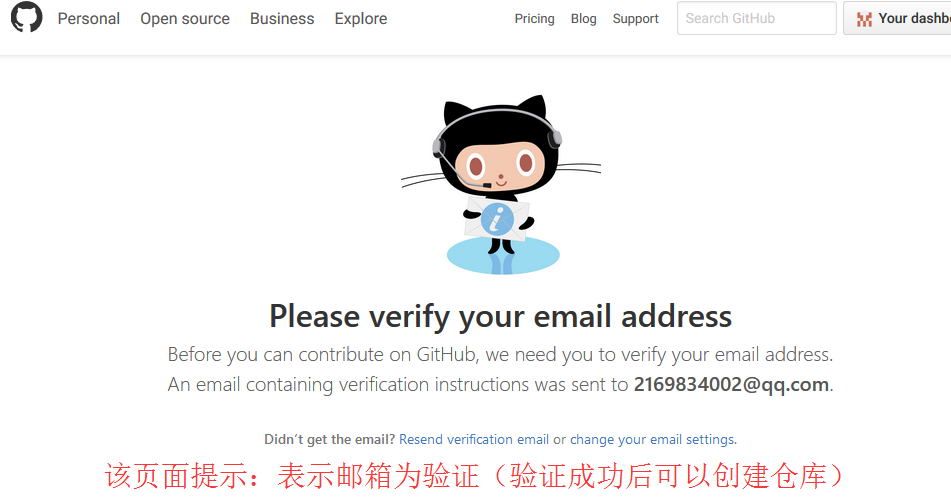 Personal Open source Business Explore Pricing Blog Support Search GitHub Your dashb
Please verify your email address
Before you can contribute on GitHub, we need you to verify your email address.
An email containing verification instructions was sent to 2169834002@qq.com.
Didn't get the email? Resend verification email or change your email settings.
该页面提示：表示邮箱为验证（验证成功后可以创建仓库）